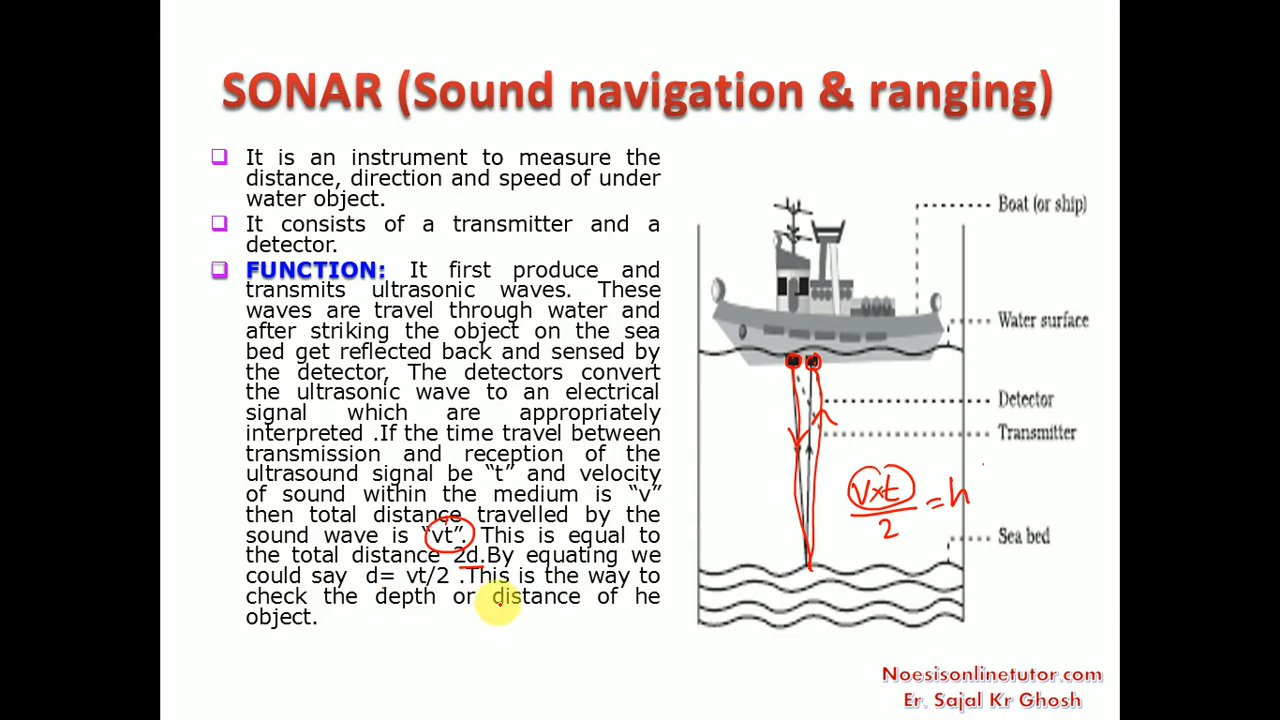 SONAR (Sound navigation & ranging)
It is an instrument to measure the
distance, direction and speed of under
water object.
It consists of a transmitter and a
detector.
FUNCTION: It first produce and
transmits ultrasonic waves. These
waves are travel through water and
after striking the object on the sea
bed get reflected back and sensed by
the detector, The detectors convert
the ultrasonic wave to an electrical
signal which are appropriately
interpreted .If the time travel between
transmission and reception of the
ultrasound signal be “t” and velocity
of sound within the medium is “v”
then total distance travelled by the
sound wave is “vt”. This is equal to
the total distance 2d.By equating we
could say d= vt/2 .This is the way to
check the depth or distance of he
object.
Boat (or ship)
Water surface
Detector
Transmitter
v×t/2 = h
Sea bed
Noesisonlinetutor.com
Er. Sajal Kr Ghosh